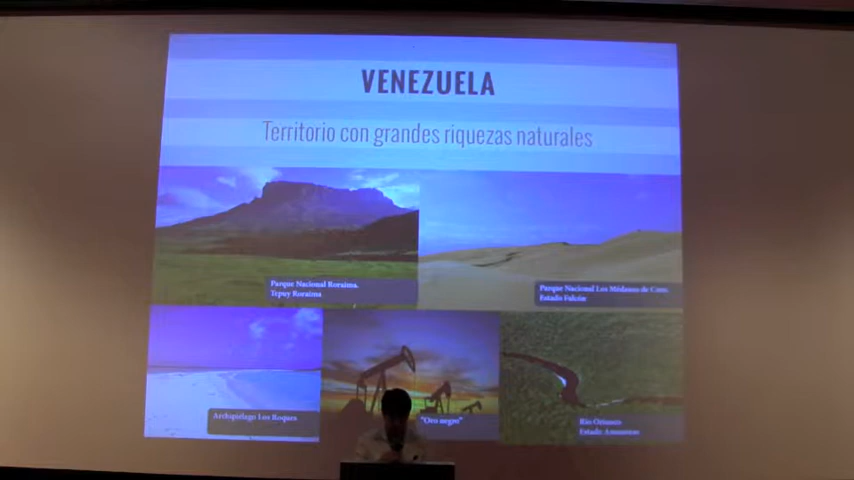 VENEZUELA
Territorio con grandes riquezas naturales
Parque Nacional Roraima.
Tepuy Roraima
Parque Nacional Los Médanos de Coro.
Estado Falcón
Archipiélago Los Roques
"Oro negro"
Río Orinoco
Estado Amazonas